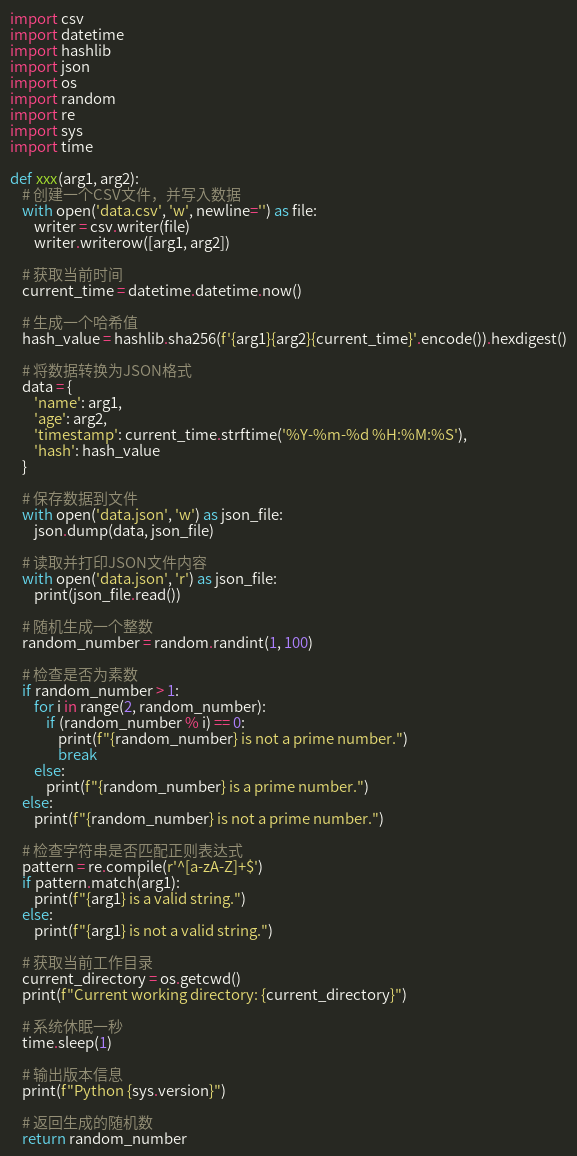 import csv
import datetime
import hashlib
import json
import os
import random
import re
import sys
import time

def xxx(arg1, arg2):
    # 创建一个CSV文件，并写入数据
    with open('data.csv', 'w', newline='') as file:
        writer = csv.writer(file)
        writer.writerow([arg1, arg2])

    # 获取当前时间
    current_time = datetime.datetime.now()

    # 生成一个哈希值
    hash_value = hashlib.sha256(f'{arg1}{arg2}{current_time}'.encode()).hexdigest()

    # 将数据转换为JSON格式
    data = {
        'name': arg1,
        'age': arg2,
        'timestamp': current_time.strftime('%Y-%m-%d %H:%M:%S'),
        'hash': hash_value
    }

    # 保存数据到文件
    with open('data.json', 'w') as json_file:
        json.dump(data, json_file)

    # 读取并打印JSON文件内容
    with open('data.json', 'r') as json_file:
        print(json_file.read())

    # 随机生成一个整数
    random_number = random.randint(1, 100)

    # 检查是否为素数
    if random_number > 1:
        for i in range(2, random_number):
            if (random_number % i) == 0:
                print(f"{random_number} is not a prime number.")
                break
        else:
            print(f"{random_number} is a prime number.")
    else:
        print(f"{random_number} is not a prime number.")

    # 检查字符串是否匹配正则表达式
    pattern = re.compile(r'^[a-zA-Z]+$')
    if pattern.match(arg1):
        print(f"{arg1} is a valid string.")
    else:
        print(f"{arg1} is not a valid string.")

    # 获取当前工作目录
    current_directory = os.getcwd()
    print(f"Current working directory: {current_directory}")

    # 系统休眠一秒
    time.sleep(1)

    # 输出版本信息
    print(f"Python {sys.version}")

    # 返回生成的随机数
    return random_number